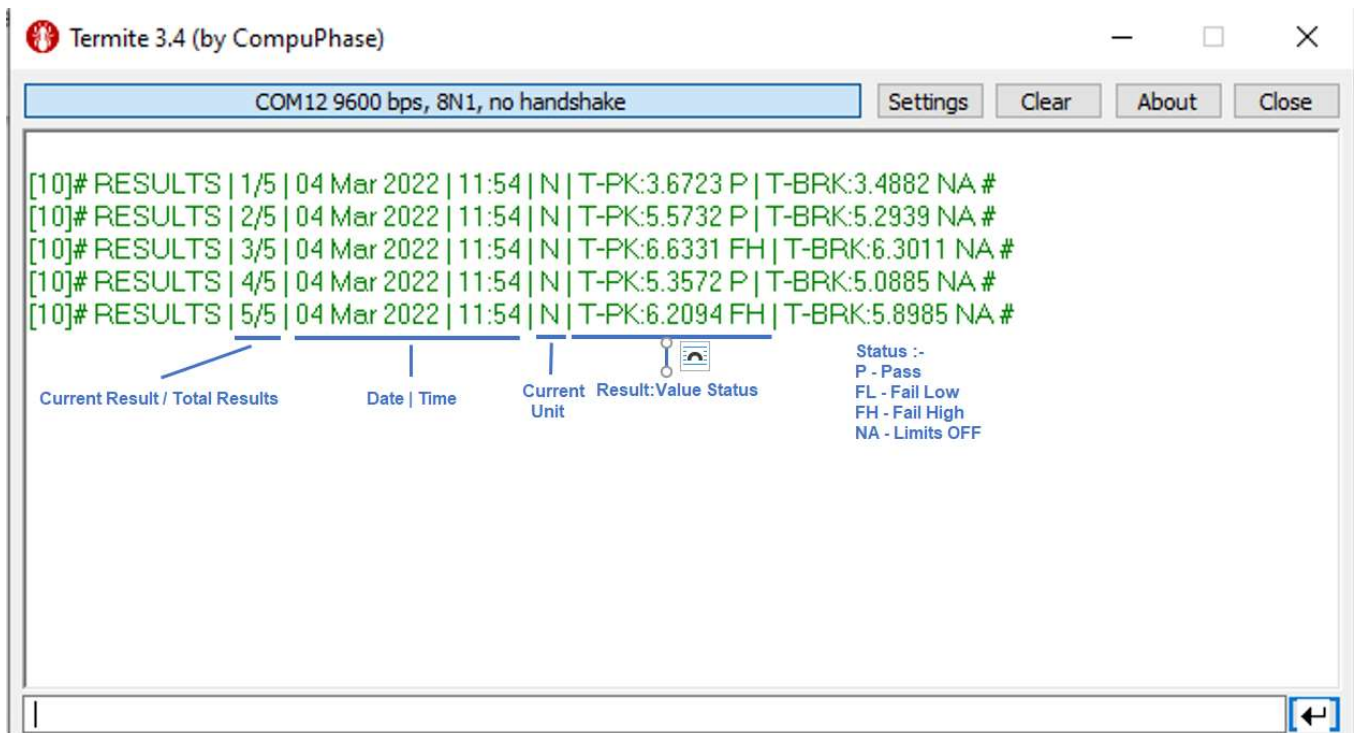 Termite 3.4 (by CompuPhase)
COM12 9600 bps, 8N1, no handshake Settings Clear About Close
[10]# RESULTS | 1/5 | 04 Mar 2022 | 11:54 | N | T-PK:3.6723 P | T-BRK:3.4882 NA #
[10]# RESULTS | 2/5 | 04 Mar 2022 | 11:54 | N | T-PK:5.5732 P | T-BRK:5.2939 NA #
[10]# RESULTS | 3/5 | 04 Mar 2022 | 11:54 | N | T-PK:6.6331 FH | T-BRK:6.3011 NA #
[10]# RESULTS | 4/5 | 04 Mar 2022 | 11:54 | N | T-PK:5.3572 P | T-BRK:5.0885 NA #
[10]# RESULTS | 5/5 | 04 Mar 2022 | 11:54 | N | T-PK:6.2094 FH | T-BRK:5.8985 NA #
Current Result / Total Results
Date | Time
Current
Unit
Result:Value Status
Status :-
P - Pass
FL - Fail Low
FH - Fail High
NA - Limits OFF